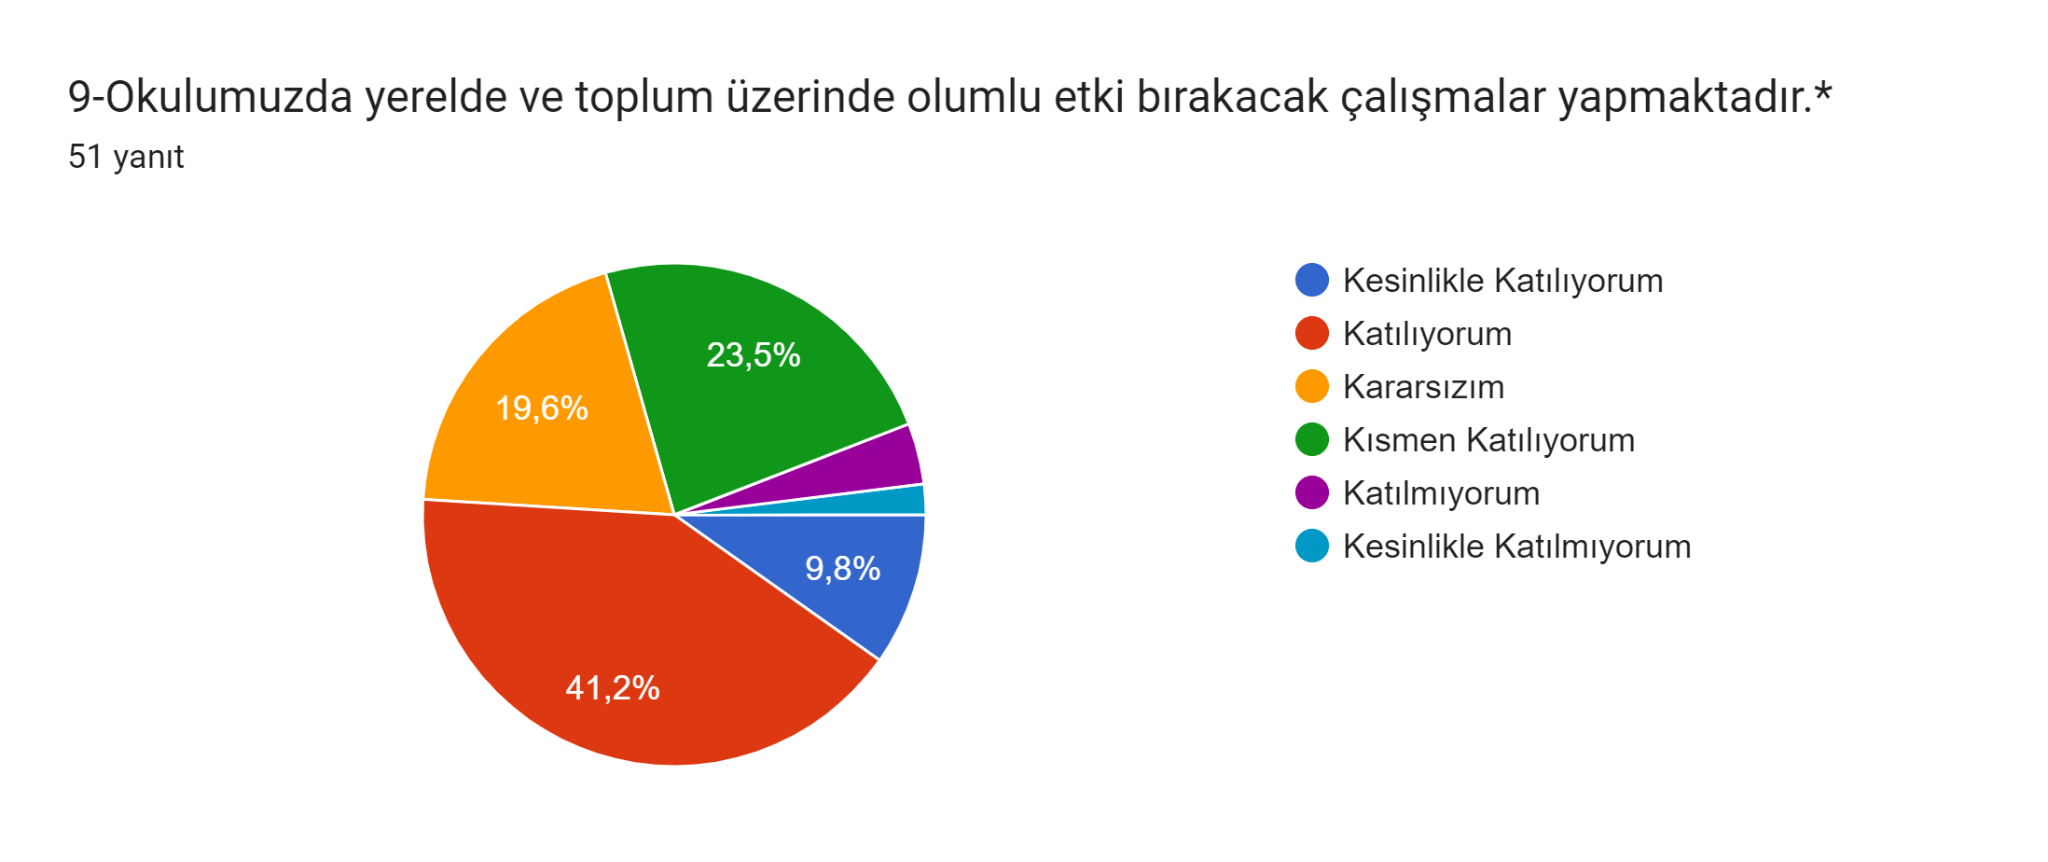 9-Okulumuzda yerelde ve toplum üzerinde olumlu etki bırakacak çalışmalar yapmaktadır.*
51 yanıt
23,5%
19,6%
9,8%
41,2%
Kesinlikle Katılıyorum
Katılıyorum
Kararsızım
Kısmen Katılıyorum
Katılmıyorum
Kesinlikle Katılmıyorum